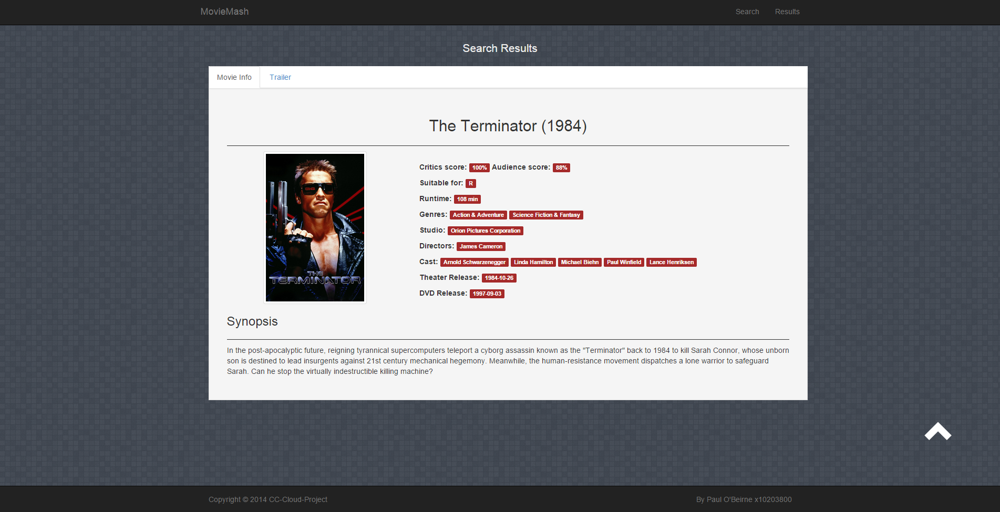 MovieMash Search Results
Search Results
Movie Info Trailer
The Terminator (1984)
THE
TERMINATOR
Critics score: 100% Audience score: 88%
Suitable for: R
Runtime: 108 min
Genres: Action & Adventure Science Fiction & Fantasy
Studio: Orion Pictures Corporation
Directors: James Cameron
Cast: Arnold Schwarzenegger Linda Hamilton Michael Biehn Paul Winfield Lance Henriksen
Theater Release: 1984-10-26
DVD Release: 1997-09-03
Synopsis
In the post-apocalyptic future, reigning tyrannical supercomputers teleport a cyborg assassin known as the "Terminator" back to 1984 to kill Sarah Connor, whose unborn
son is destined to lead insurgents against 21st century mechanical hegemony. Meanwhile, the human-resistance movement dispatches a lone warrior to safeguard
Sarah. Can he stop the virtually indestructible killing machine?
Copyright © 2014 CC-Cloud-Project By Paul O'Beirne x10203800